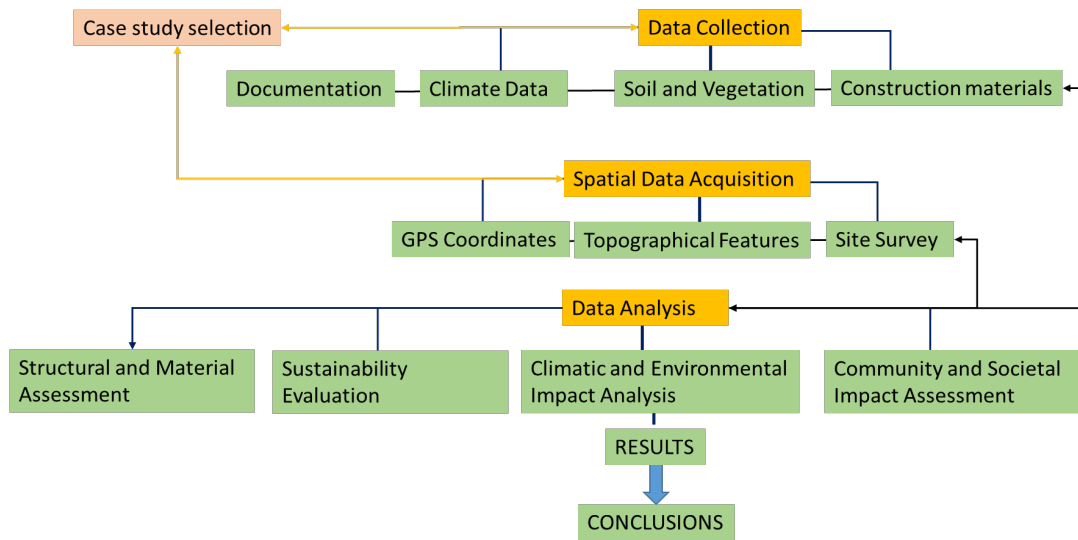 Case study selection
Data Collection
Documentation
Climate Data
Soil and Vegetation
Construction materials
Spatial Data Acquisition
GPS Coordinates
Topographical Features
Site Survey
Data Analysis
Structural and Material
Assessment
Sustainability
Evaluation
Climatic and Environmental
Impact Analysis
Community and Societal
Impact Assessment
RESULTS
CONCLUSIONS